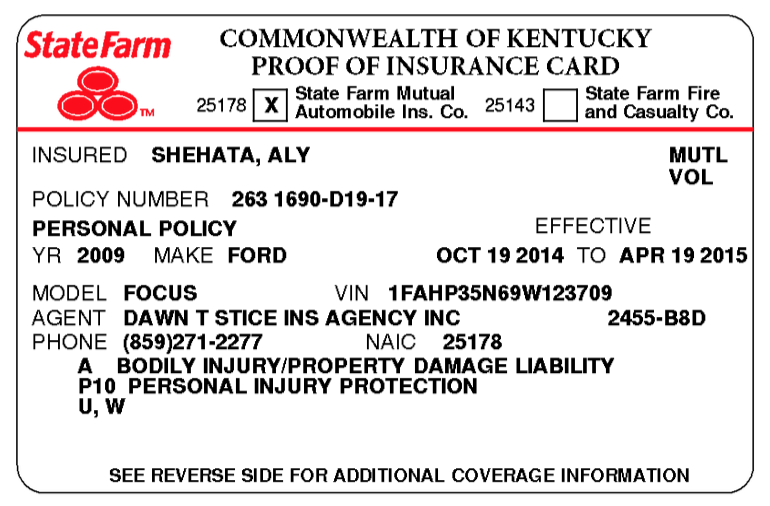 State Farm
TM
COMMONWEALTH OF KENTUCKY
PROOF OF INSURANCE CARD
25178 X State Farm Mutual Automobile Ins. Co. 25143 State Farm Fire and Casualty Co.
INSURED SHEHATA, ALY MUTL
VOL
POLICY NUMBER 263 1690-D19-17
PERSONAL POLICY EFFECTIVE
YR 2009 MAKE FORD OCT 19 2014 TO APR 19 2015
MODEL FOCUS VIN 1FAHP35N69W123709
AGENT DAWN T STICE INS AGENCY INC 2455-B8D
PHONE (859)271-2277 NAIC 25178
A BODILY INJURY/PROPERTY DAMAGE LIABILITY
P10 PERSONAL INJURY PROTECTION
U, W
SEE REVERSE SIDE FOR ADDITIONAL COVERAGE INFORMATION